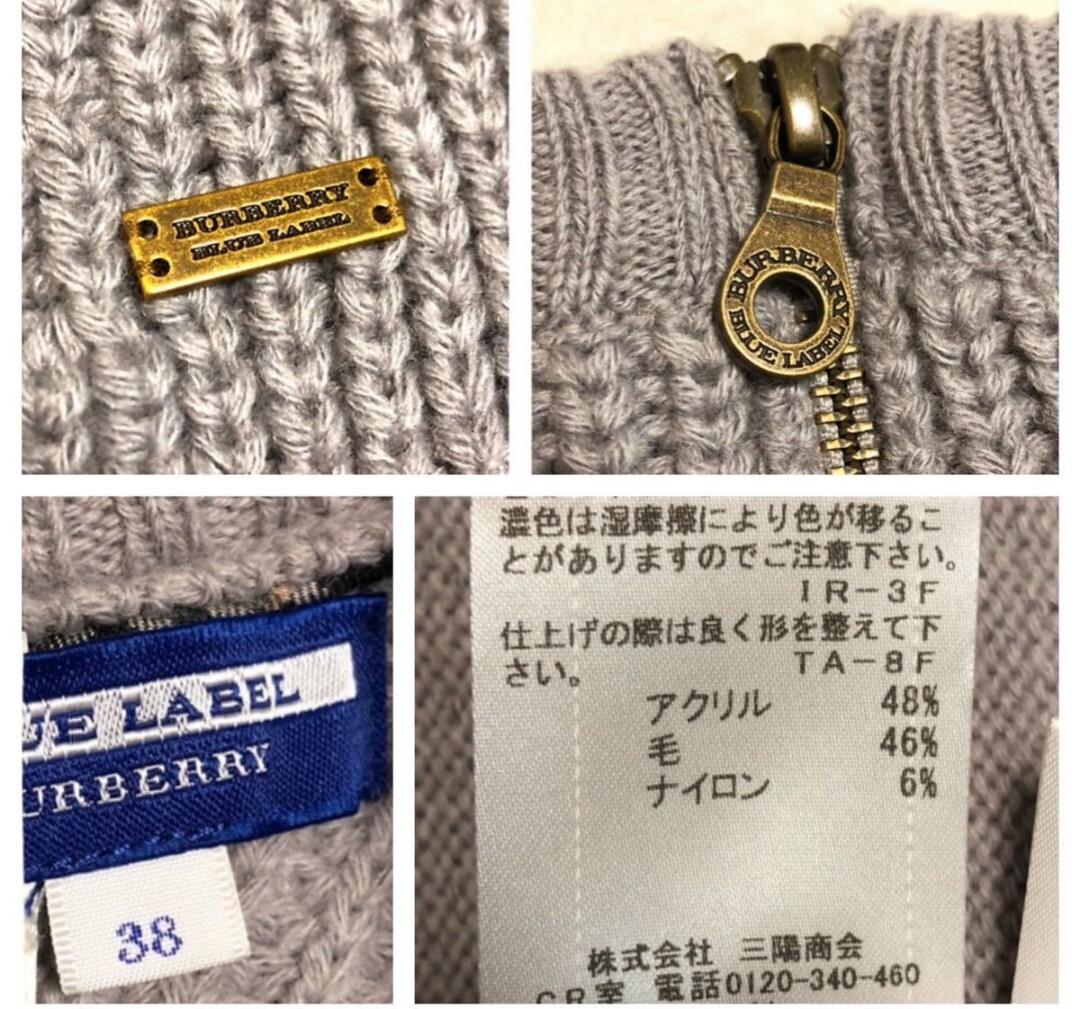 BURBERRY
BLUE LABEL
BURBERRY
BLUE LABEL
UE LABEL
URBERRY
38
濃色は湿摩擦により色が移るこ
とがありますのでご注意下さい。
IR-3F
仕上げの際は良く形を整えて下
さい。
TA-8F
アクリル 48%
毛 46%
ナイロン 6%
株式会社 三陽商会
CR室 電話0120-340-460